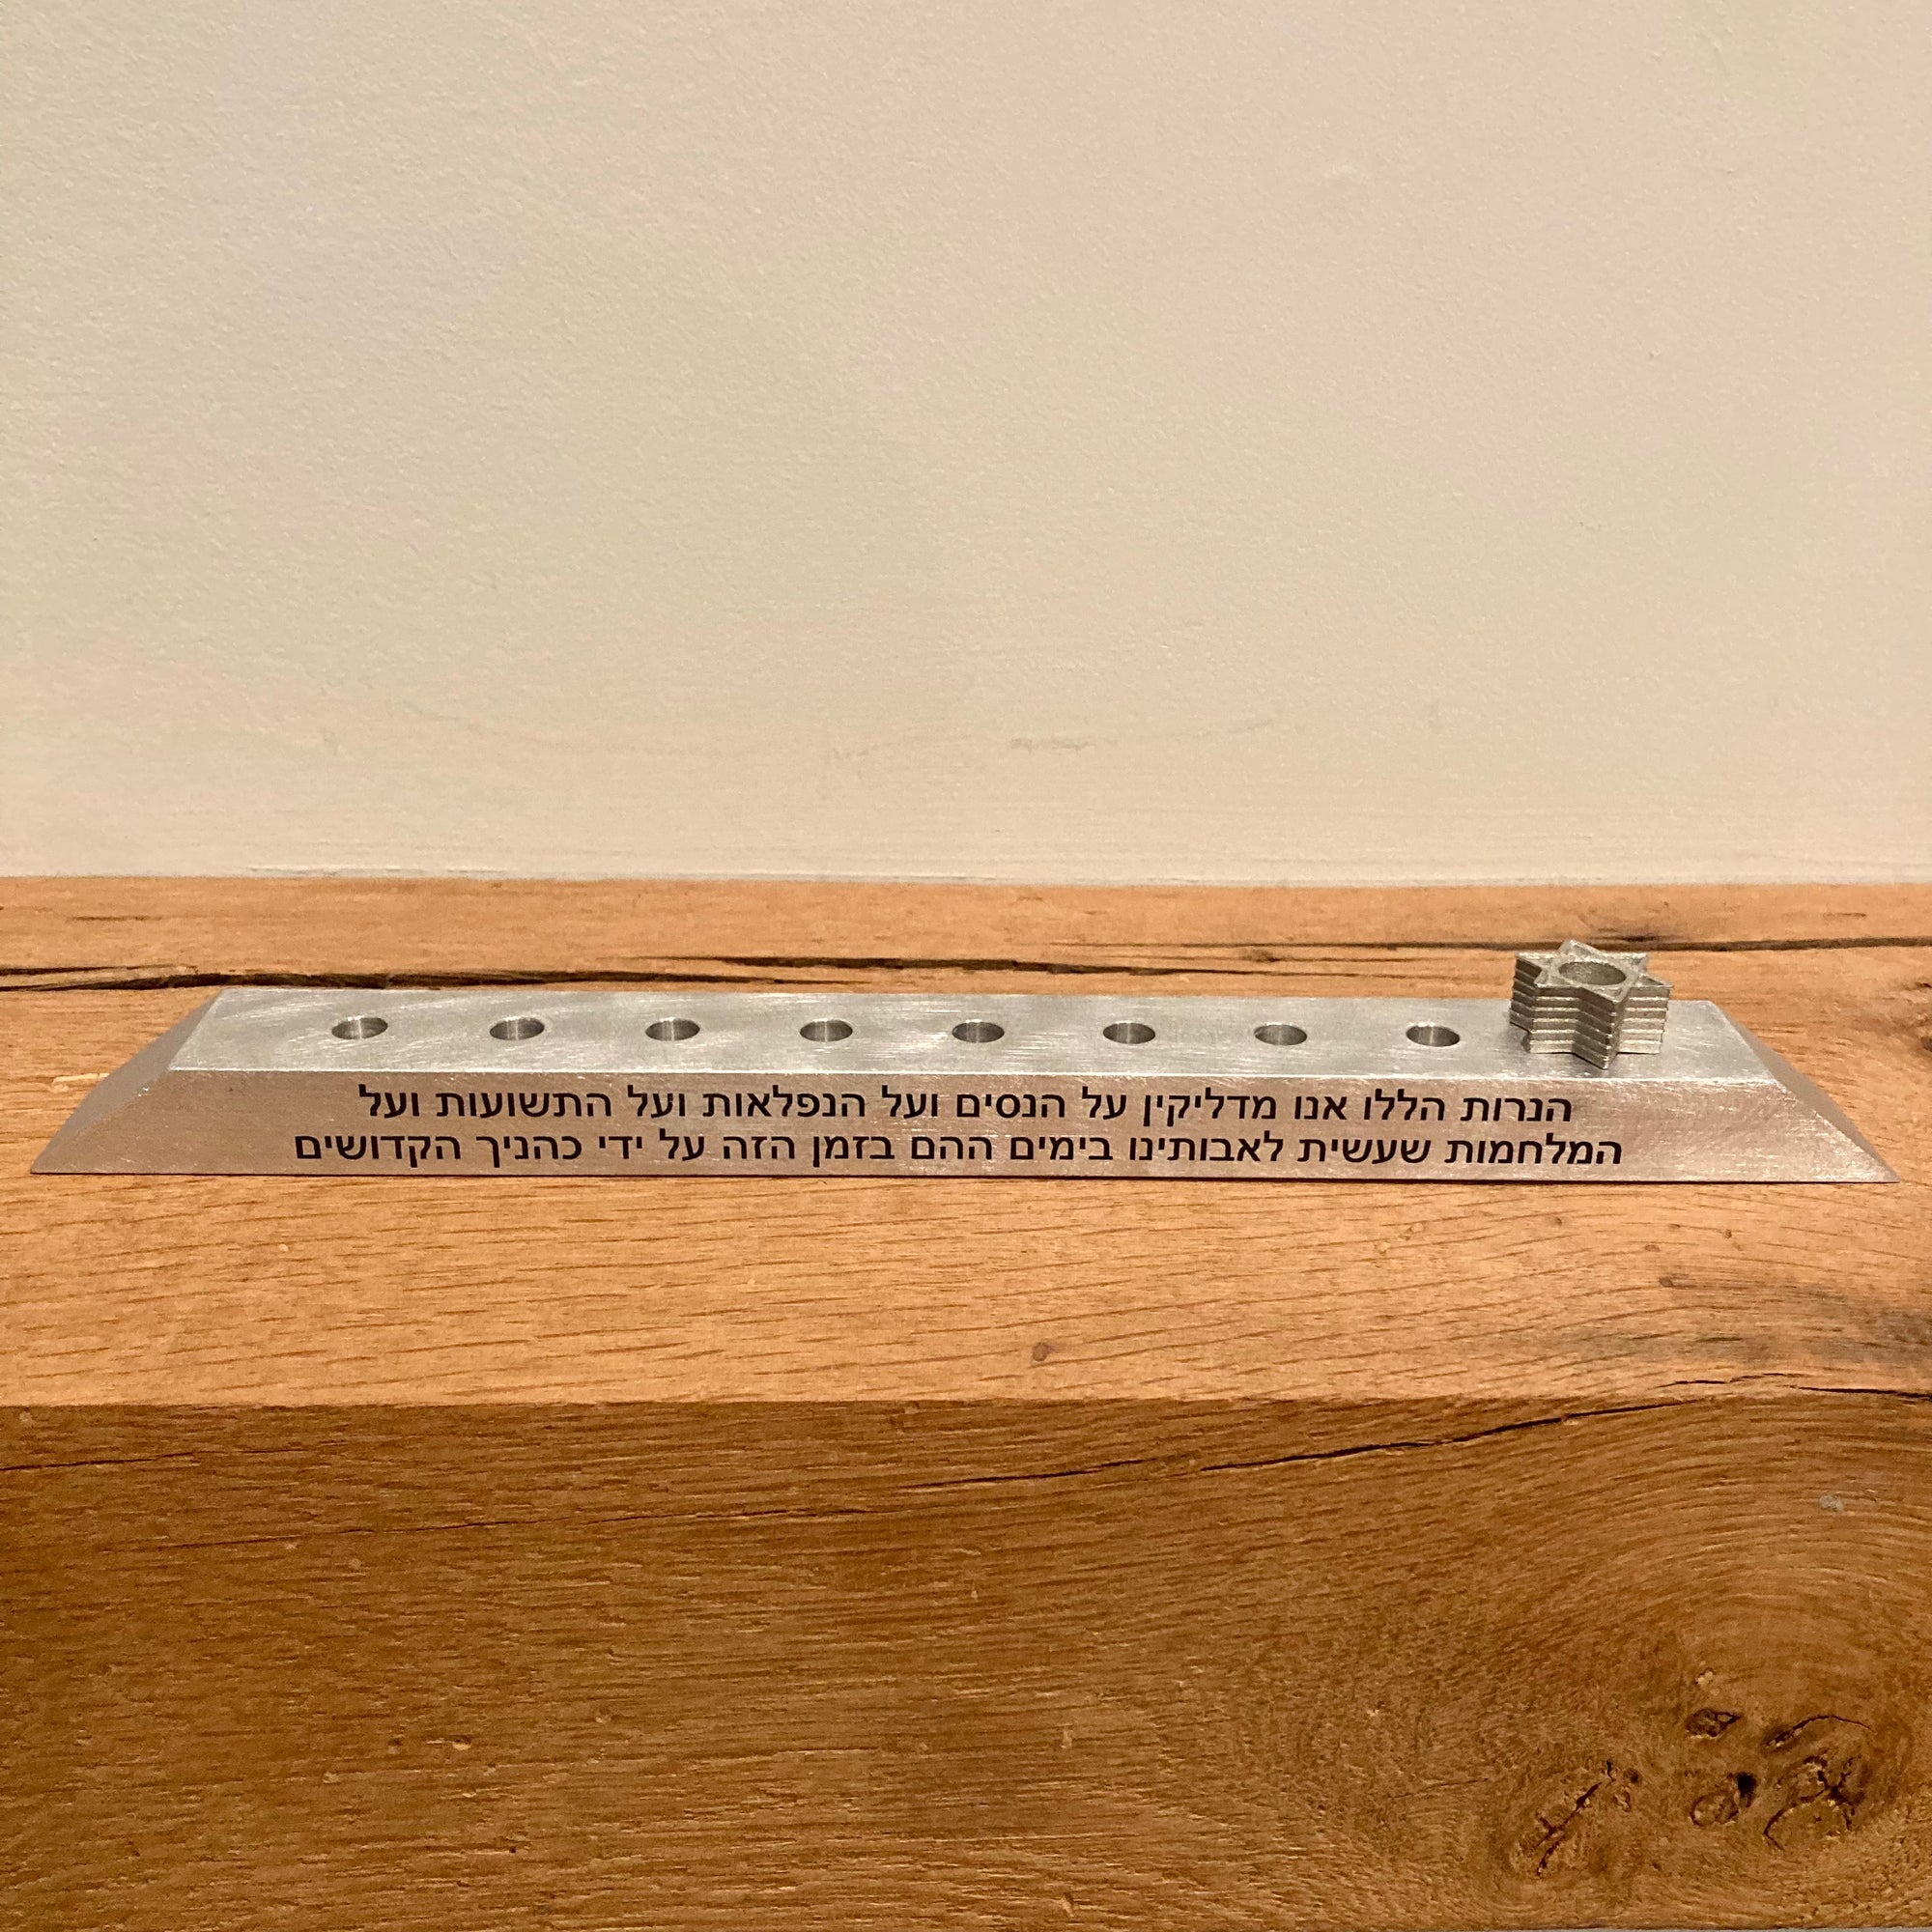 הנרות הללו אנו מדליקין על הנסים ועל הנפלאות ועל התשועות ועל
המלחמות שעשית לאבותינו בימים ההם בזמן הזה על ידי כהניך הקדושים